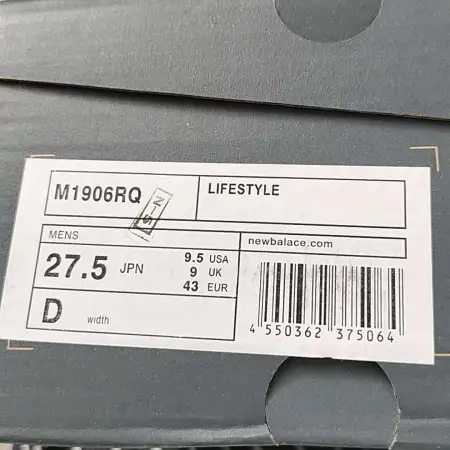 M1906RQ
LIFESTYLE
MENS
27.5 JPN
9.5 USA
9 UK
43 EUR
D width
newbalace.com
4 550362 375064